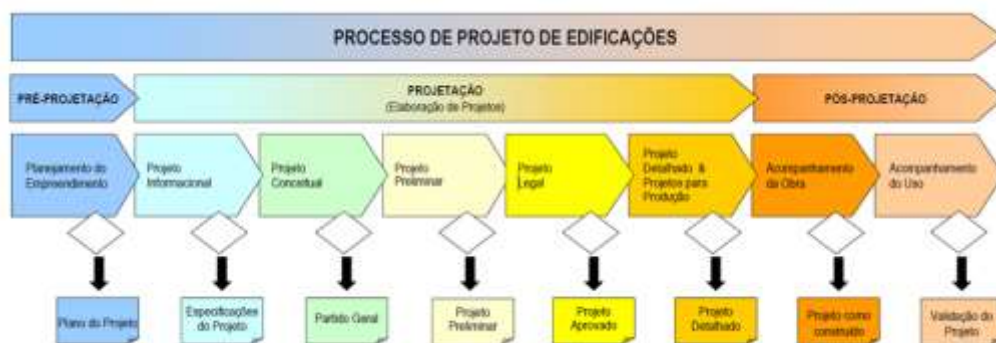 PROCESSO DE PROJETO DE EDIFICAÇÕES
PRÉ-PROJETAÇÃO
PROJETAÇÃO
(Elaboração de Projetos)
PÓS-PROJETAÇÃO
Planejamento do
Empreendimento
Projeto
Informacional
Projeto
Conceitual
Projeto
Preliminar
Projeto
Legal
Projeto
Detalhado &
Projetos para
Produção
Acompanhamento
da Obra
Acompanhamento
do Uso
Plano do Projeto
Especificações
do Projeto
Partido Geral
Projeto
Preliminar
Projeto
Aprovado
Projeto
Detalhado
Projeto como
construído
Validação do
Projeto